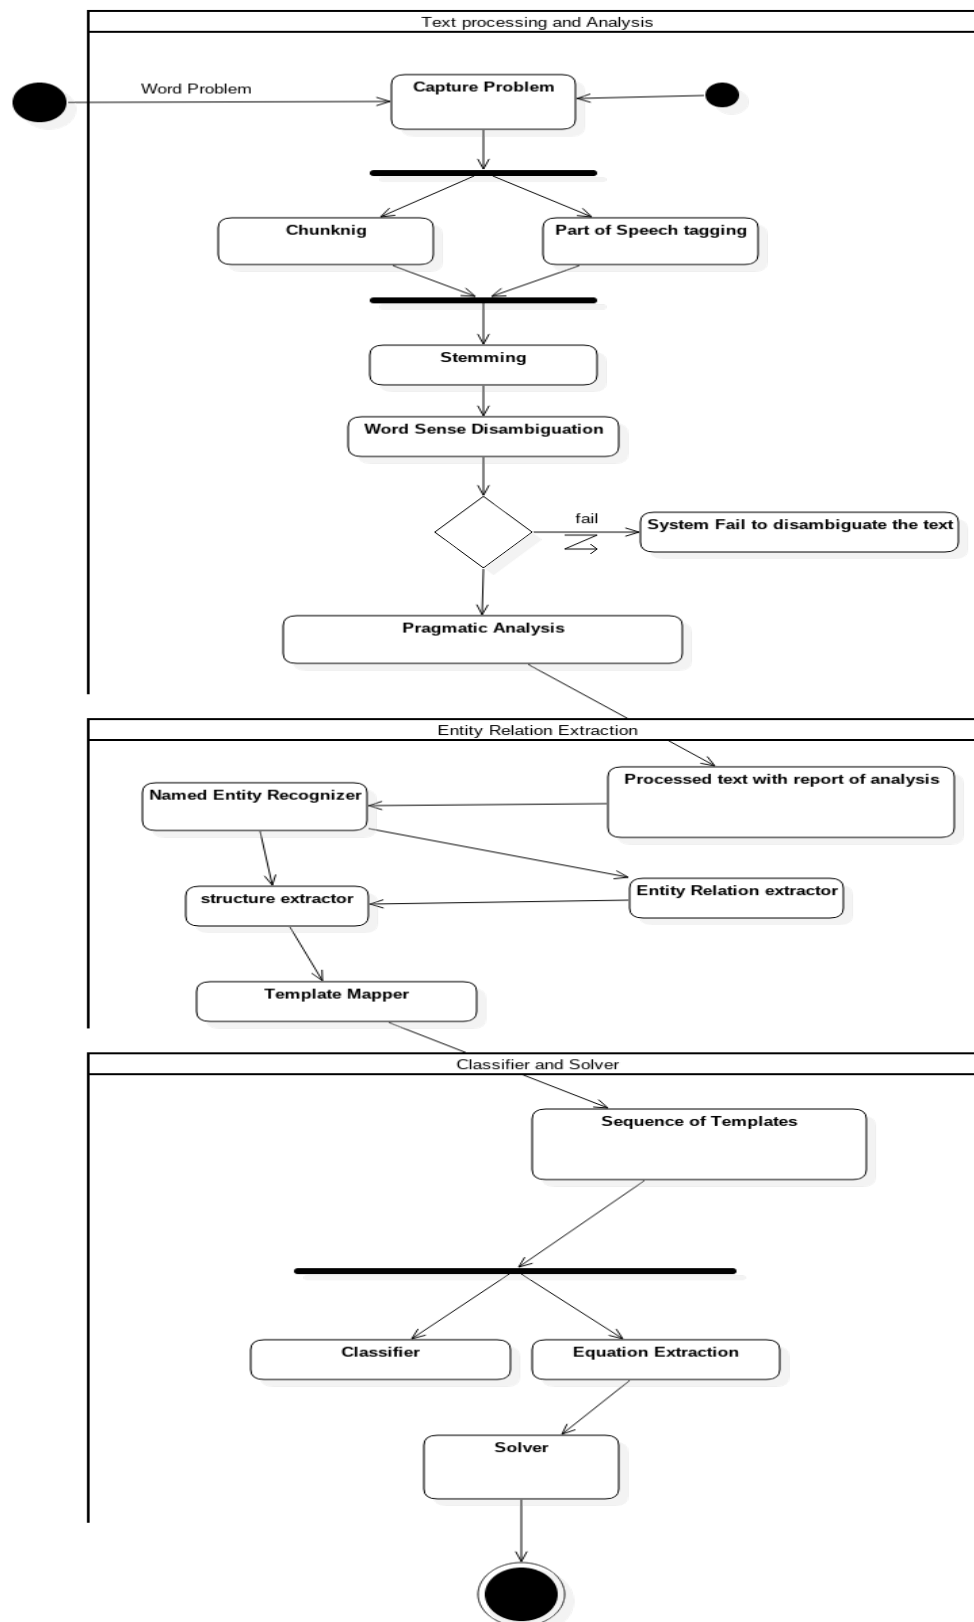 Text processing and Analysis
Word Problem
Capture Problem
Chunknig
Part of Speech tagging
Stemming
Word Sense Disambiguation
fail
System Fail to disambiguate the text
Pragmatic Analysis
Entity Relation Extraction
Processed text with report of analysis
Named Entity Recognizer
Entity Relation extractor
structure extractor
Template Mapper
Classifier and Solver
Sequence of Templates
Classifier
Equation Extraction
Solver